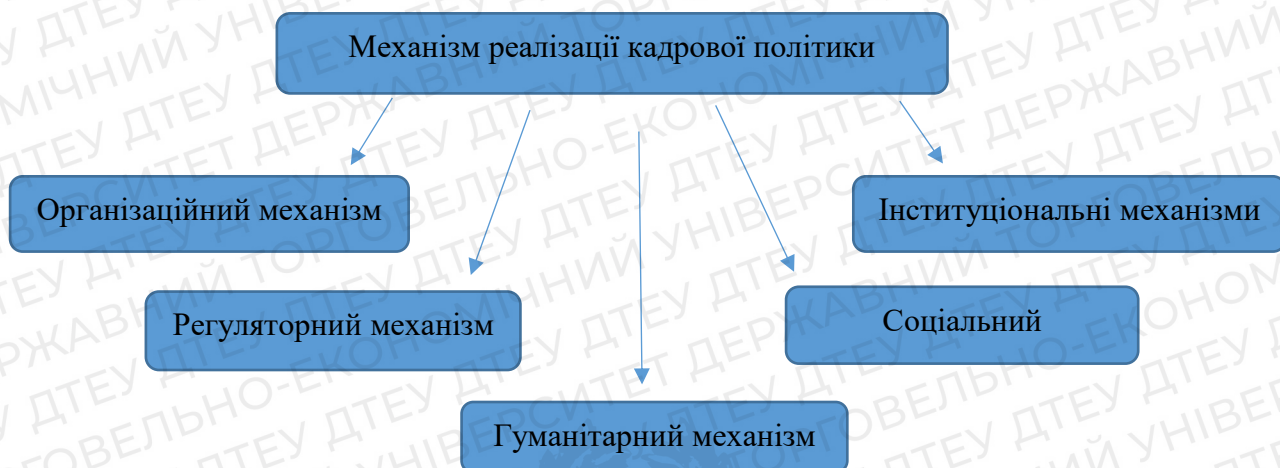 Механізм реалізації кадрової політики
Організаційний механізм
Інституціональні механізми
Регуляторний механізм
Соціальний
Гуманітарний механізм